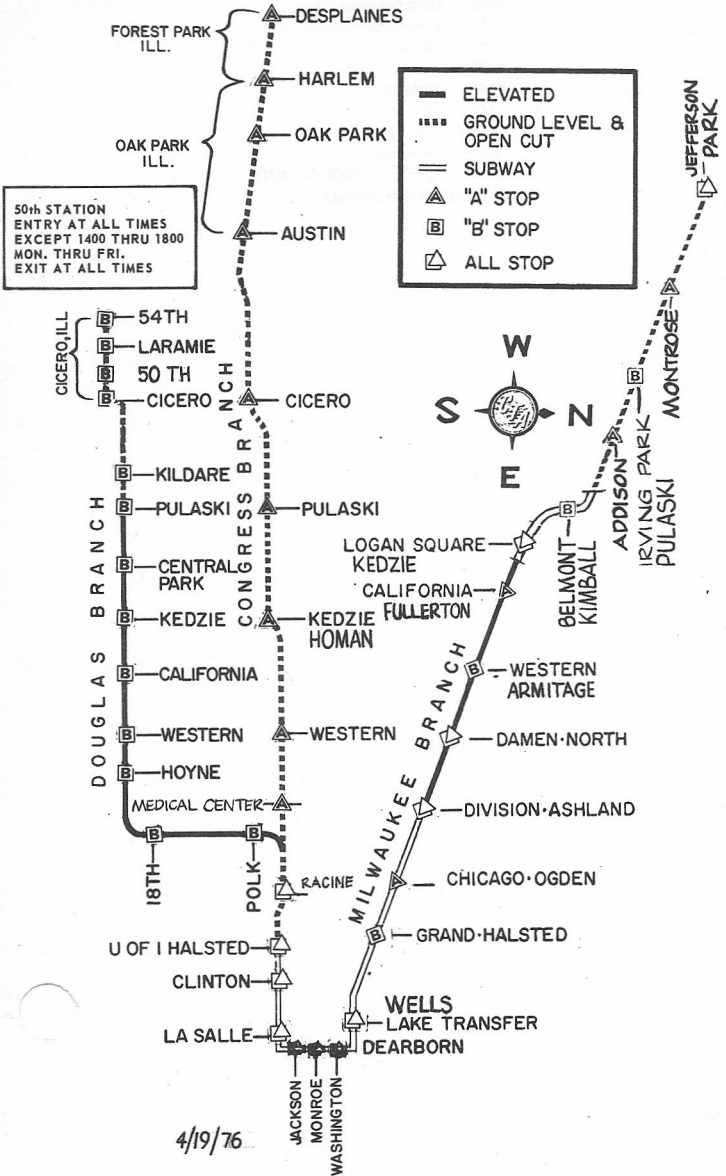 DESPLAINES
FOREST PARK
ILL.
HARLEM
OAK PARK
OAK PARK
ILL.
AUSTIN
ELEVATED
GROUND LEVEL &
OPEN CUT
SUBWAY
A "A" STOP
B "B" STOP
ALL STOP
JEFFERSON
PARK
50th STATION
ENTRY AT ALL TIMES
EXCEPT 1400 THRU 1800
MON. THRU FRI.
EXIT AT ALL TIMES
CICERO, ILL
B 54TH
B LARAMIE
B 50 TH
B CICERO
A CICERO
W
S
N
E
MONTROSE
IRVING PARK
PULASKI
ADDISON
BELMONT
KIMBALL
B KILDARE
B PULASKI
A PULASKI
LOGAN SQUARE
KEDZIE
CALIFORNIA
FULLERTON
B CENTRAL
PARK
B KEDZIE
A KEDZIE
HOMAN
CONGRESS BRANCH
DOUGLAS BRANCH
MILWAUKEE BRANCH
B CALIFORNIA
B WESTERN
ARMITAGE
B WESTERN
A WESTERN
DAMEN·NORTH
B HOYNE
MEDICAL CENTER A
DIVISION·ASHLAND
B 18TH
B POLK
RACINE
A CHICAGO·OGDEN
U OF I HALSTED
B GRAND·HALSTED
CLINTON
WELLS
LAKE TRANSFER
LA SALLE
DEARBORN
JACKSON
MONROE
WASHINGTON
4/19/76